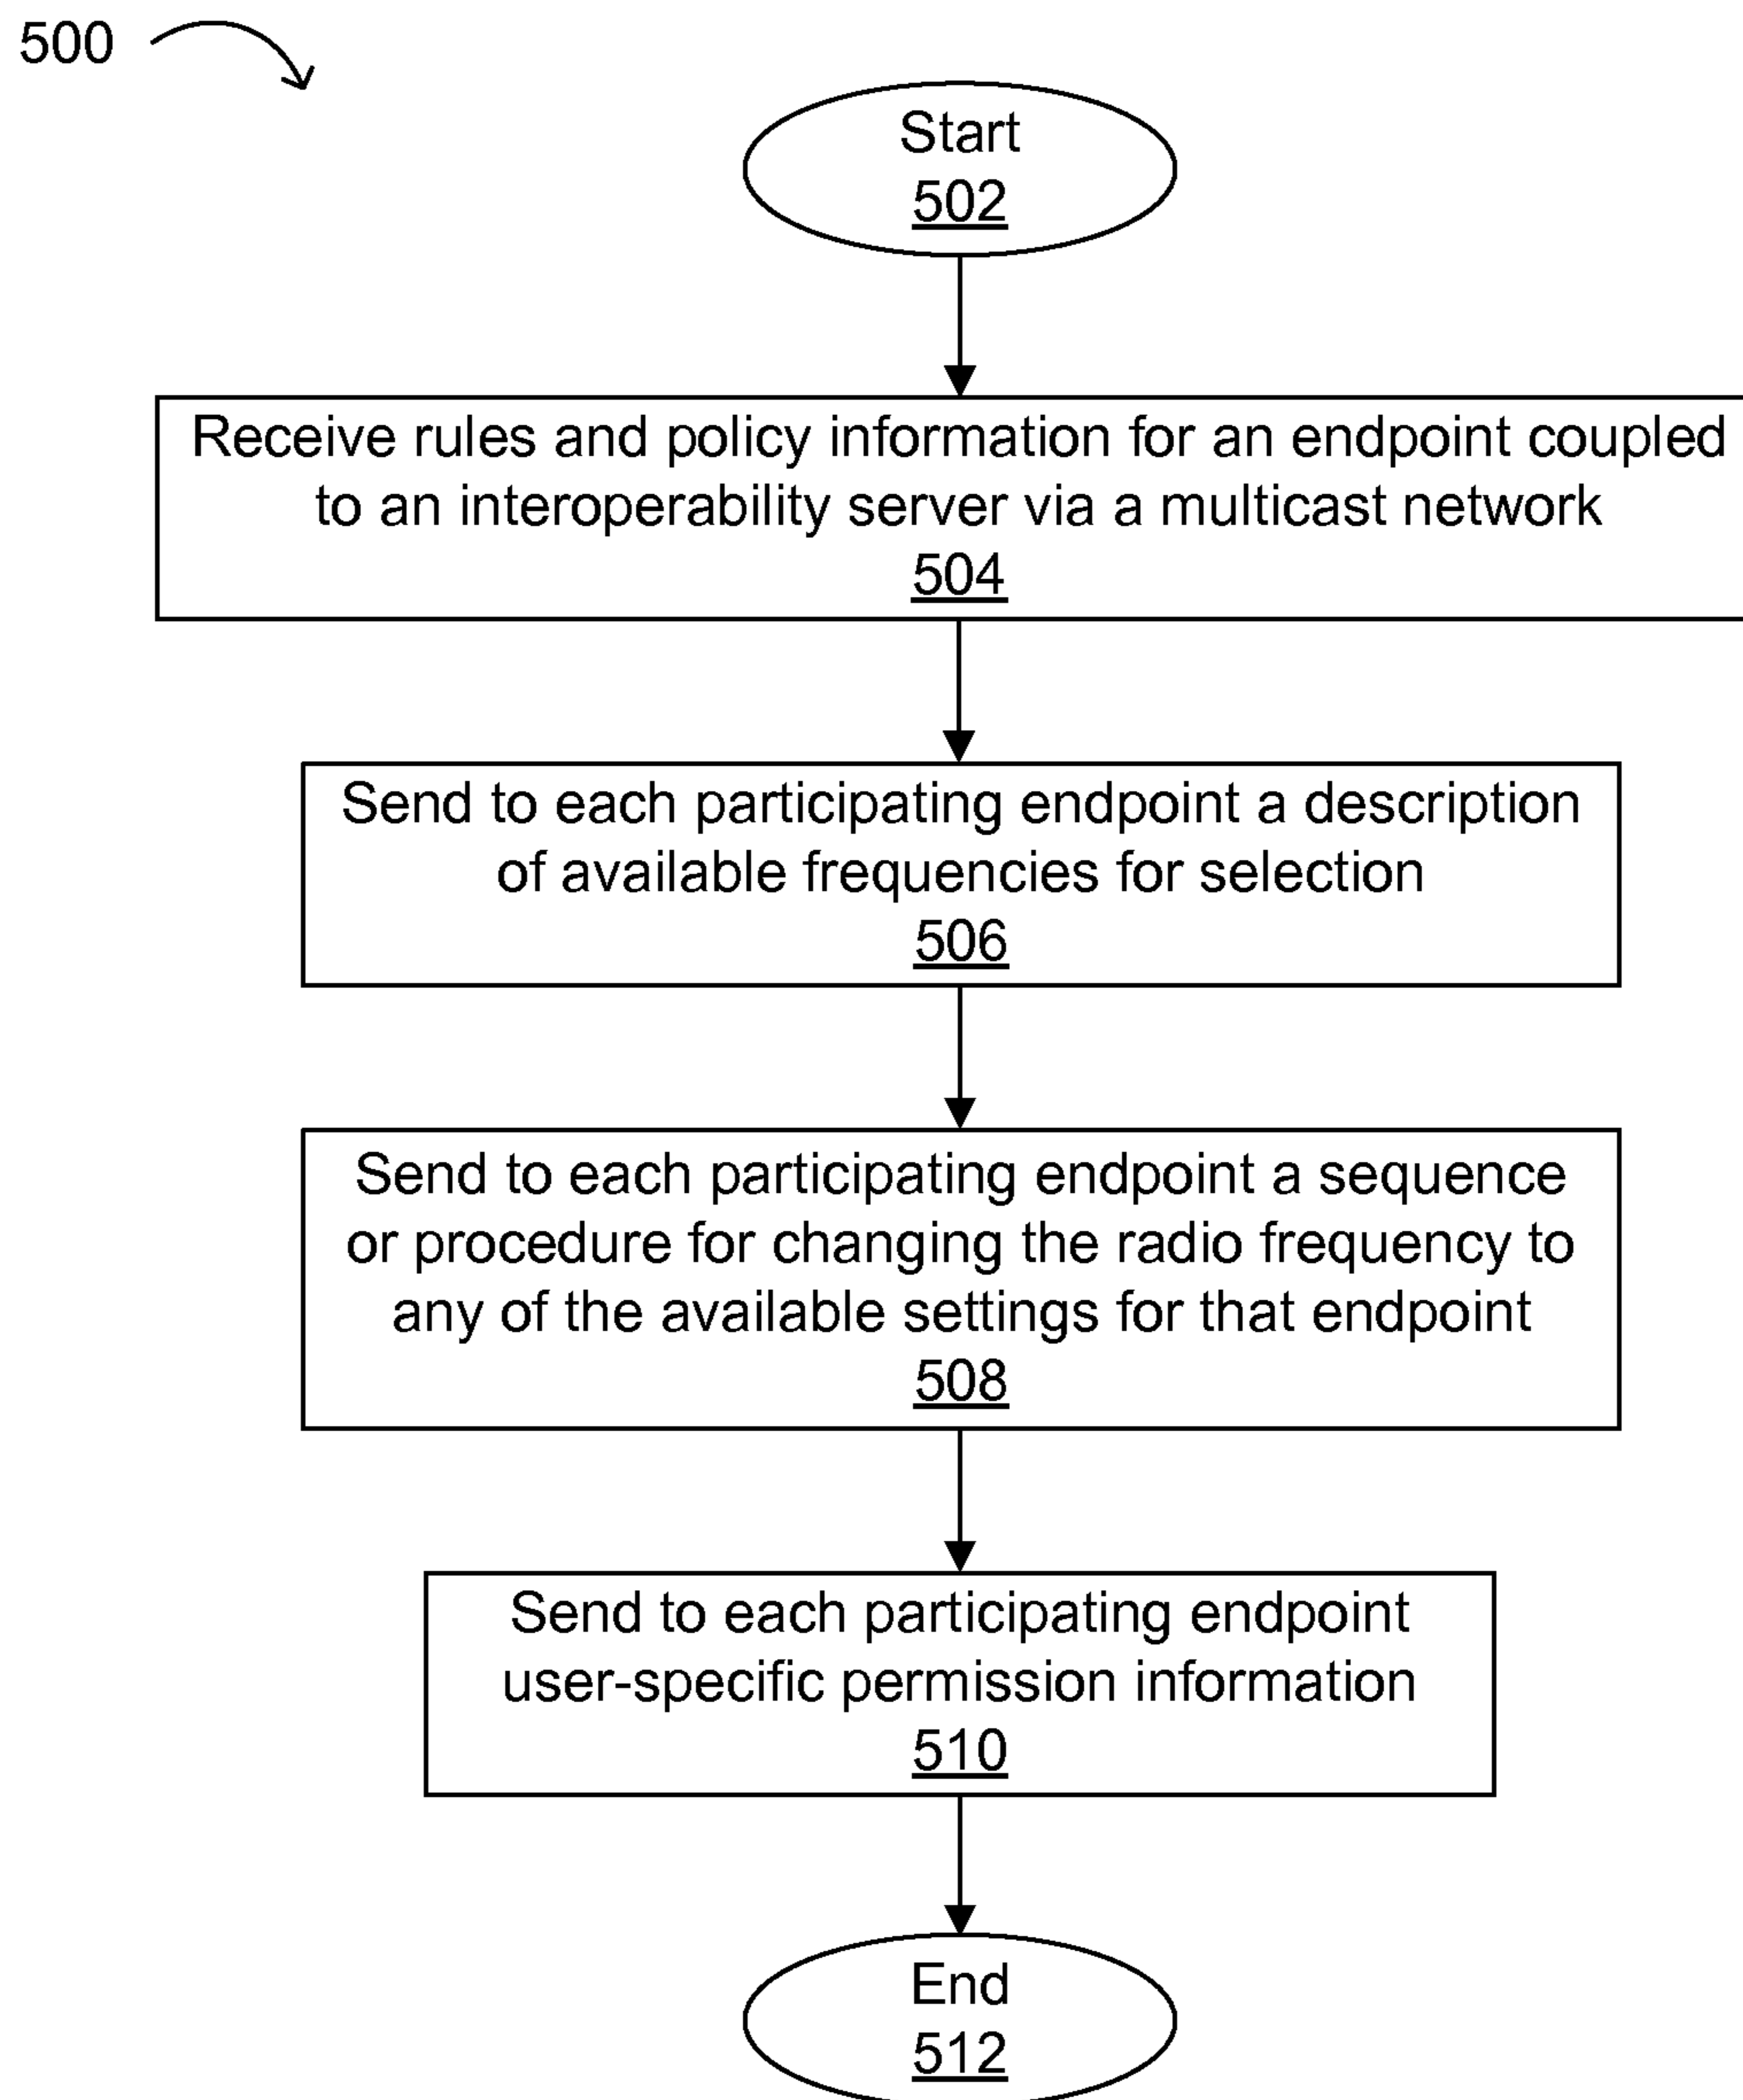 500
Start
502
Receive rules and policy information for an endpoint coupled
to an interoperability server via a multicast network
504
Send to each participating endpoint a description
of available frequencies for selection
506
Send to each participating endpoint a sequence
or procedure for changing the radio frequency to
any of the available settings for that endpoint
508
Send to each participating endpoint
user-specific permission information
510
End
512